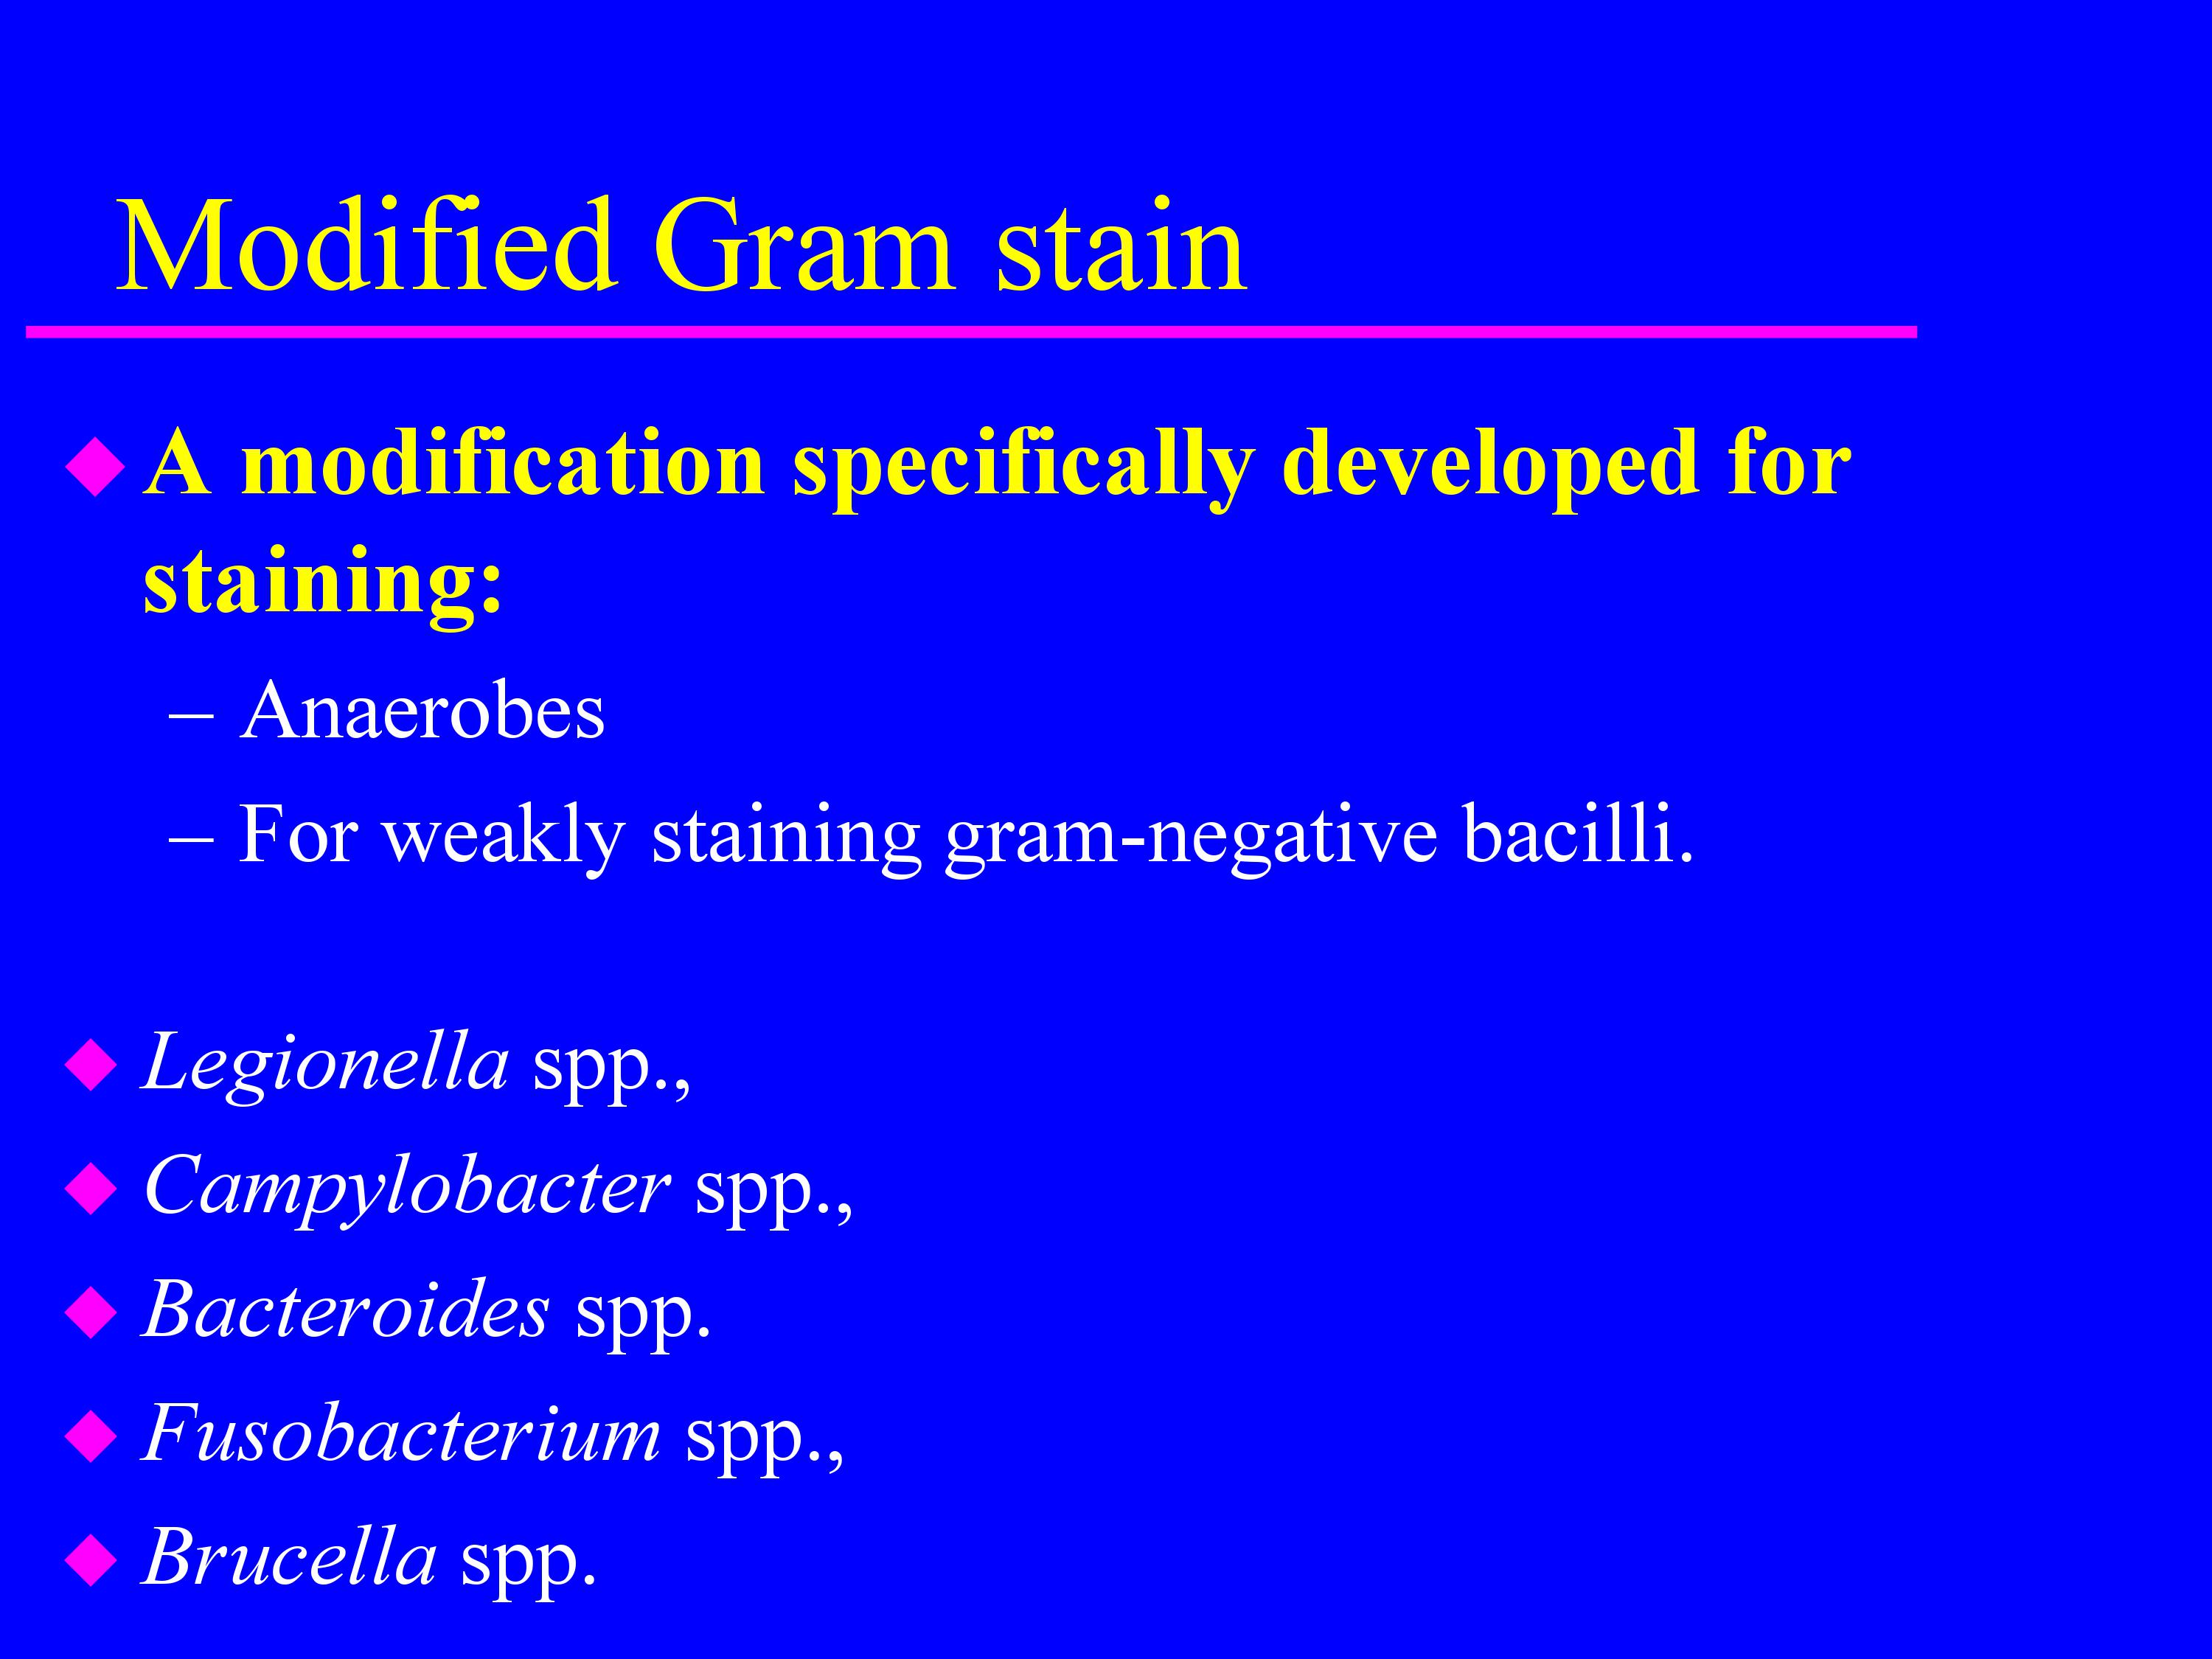 Modified Gram stain
A modification specifically developed for
staining:
– Anaerobes
– For weakly staining gram-negative bacilli.
Legionella spp.,
Campylobacter spp.,
Bacteroides spp.
Fusobacterium spp.,
Brucella spp.